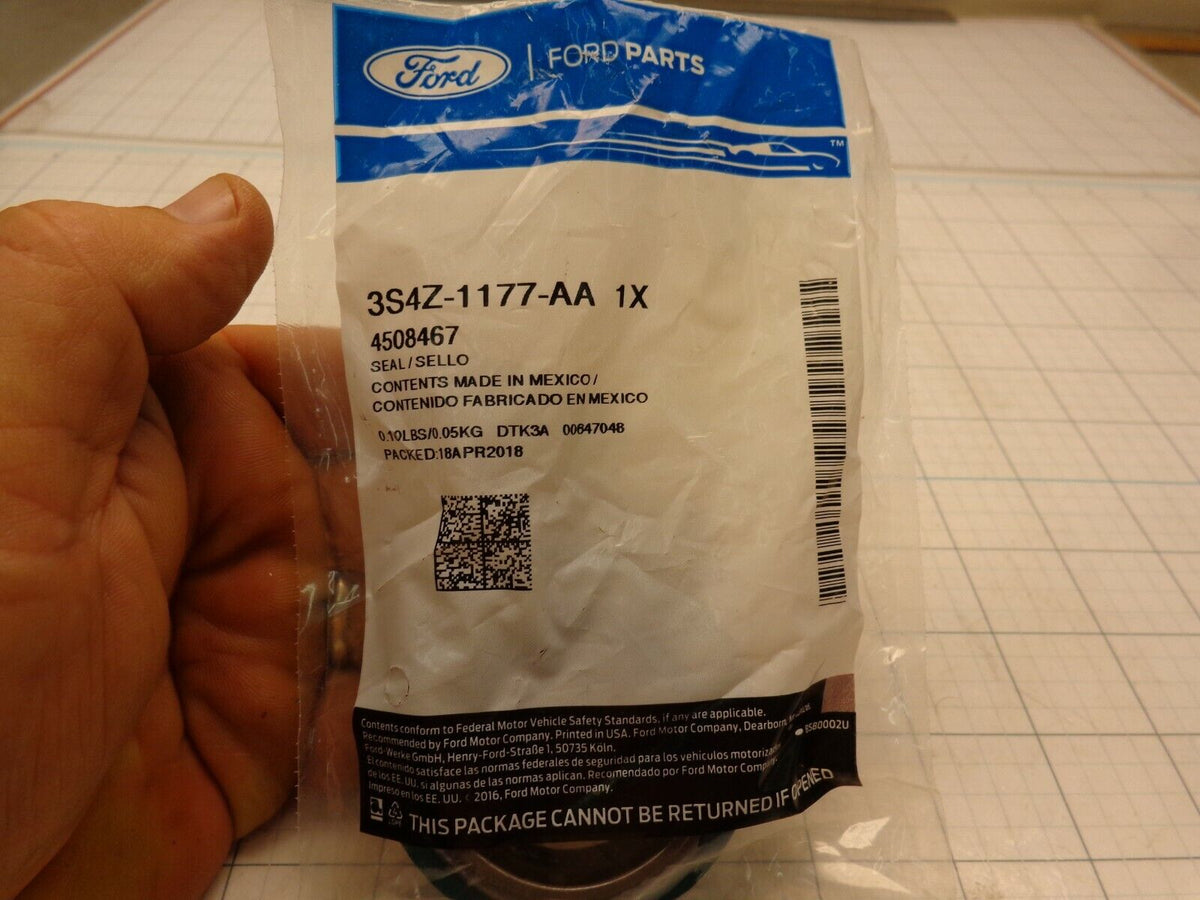 Ford | FORD PARTS
TM
3S4Z-1177-AA 1X
4508467
SEAL/SELLO
CONTENTS MADE IN MEXICO/
CONTENIDO FABRICADO EN MEXICO
0.10LBS/0.05KG DTK3A 00647048
PACKED:18APR2018
Contents conform to Federal Motor Vehicle Safety Standards, if any are applicable.
Recommended by Ford Motor Company. Printed in USA. Ford Motor Company, Dearborn,
Ford-Werke GmbH, Henry-Ford-Straße 1, 50735 Köln.
El contenido satisface las normas federales de seguridad para los vehículos
de los EE. UU. si algunas de las normas aplican. Recomendado por Ford Motor Company.
Impreso en los EE. UU. © 2016, Ford Motor Company.
BSB0002U
THIS PACKAGE CANNOT BE RETURNED IF OPENED